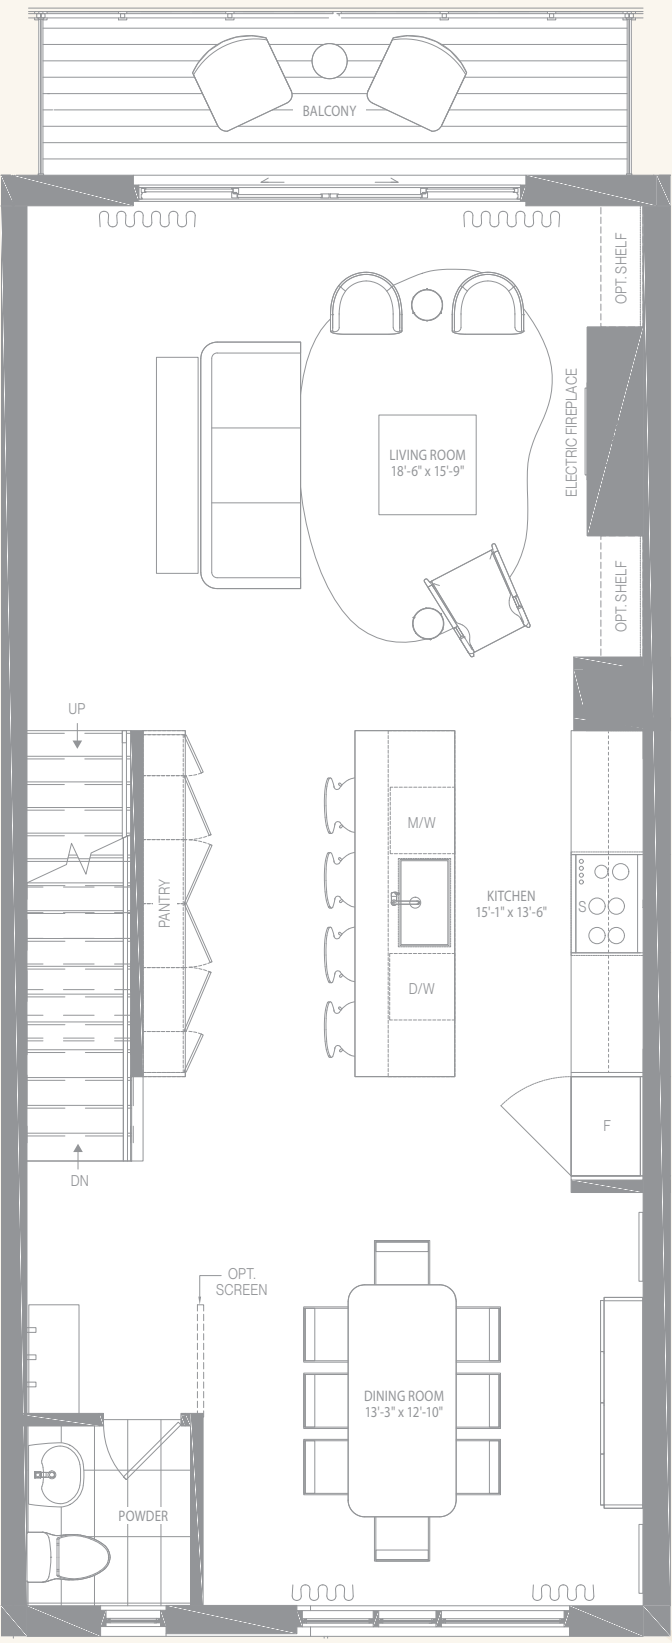 BALCONY
OPT. SHELF
ELECTRIC FIREPLACE
LIVING ROOM
18'-6" x 15'-9"
OPT. SHELF
UP
PANTRY
M/W
KITCHEN
15'-1" x 13'-6"
S
D/W
F
DN
OPT.
SCREEN
DINING ROOM
13'-3" x 12'-10"
POWDER